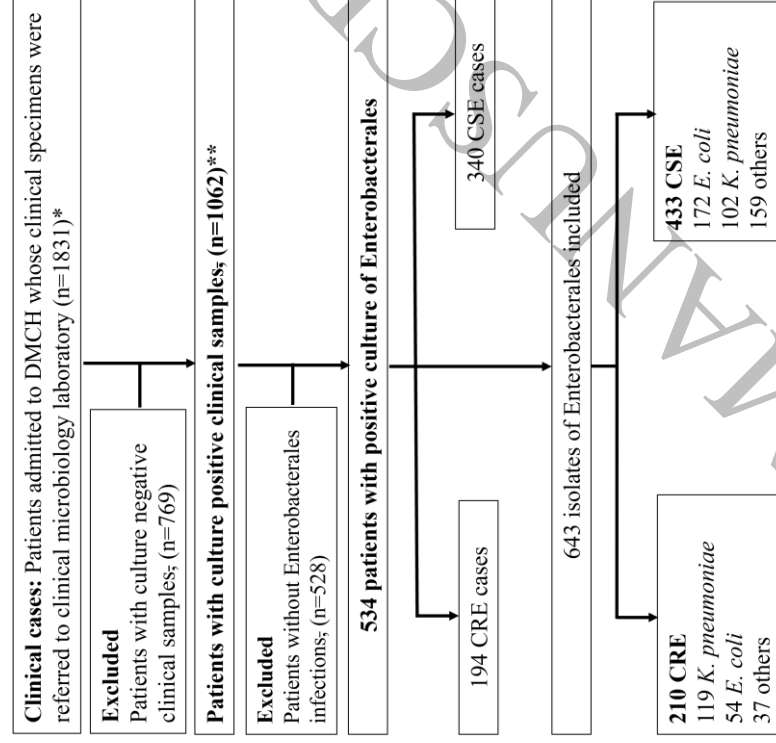 Clinical cases: Patients admitted to DMCH whose clinical specimens were
referred to clinical microbiology laboratory (n=1831)*
Excluded
Patients with culture negative
clinical samples; (n=769)
Patients with culture positive clinical samples; (n=1062)**
Excluded
Patients without Enterobacterales
infections; (n=528)
534 patients with positive culture of Enterobacterales
194 CRE cases
340 CSE cases
643 isolates of Enterobacterales included
210 CRE
119 K. pneumoniae
54 E. coli
37 others
433 CSE
172 E. coli
102 K. pneumoniae
159 others